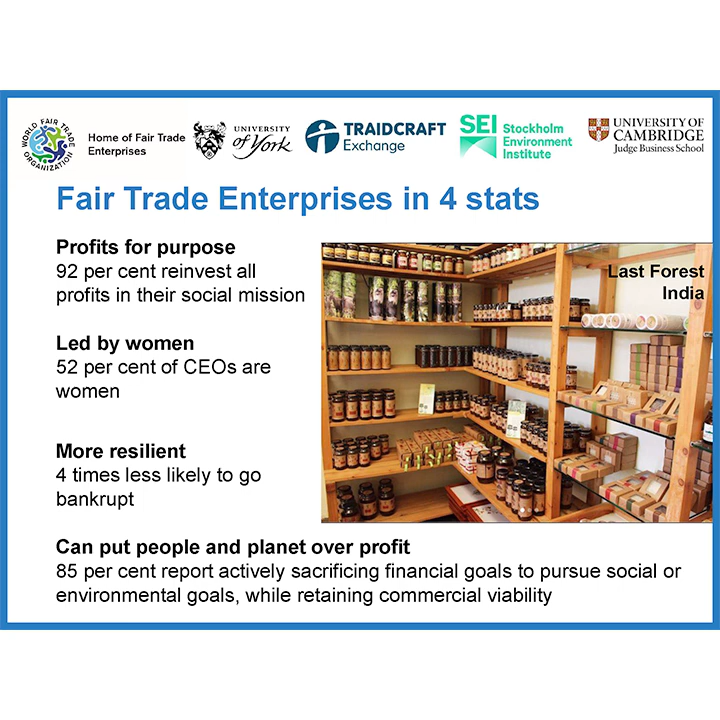 WORLD FAIR TRADE ORGANIZATION
Home of Fair Trade
Enterprises
UNIVERSITY
of York
TRAIDCRAFT
Exchange
SEI
Stockholm
Environment
Institute
UNIVERSITY OF
CAMBRIDGE
Judge Business School
Fair Trade Enterprises in 4 stats
Profits for purpose
92 per cent reinvest all
profits in their social mission
Last Forest
India
Led by women
52 per cent of CEOs are
women
More resilient
4 times less likely to go
bankrupt
Can put people and planet over profit
85 per cent report actively sacrificing financial goals to pursue social or
environmental goals, while retaining commercial viability